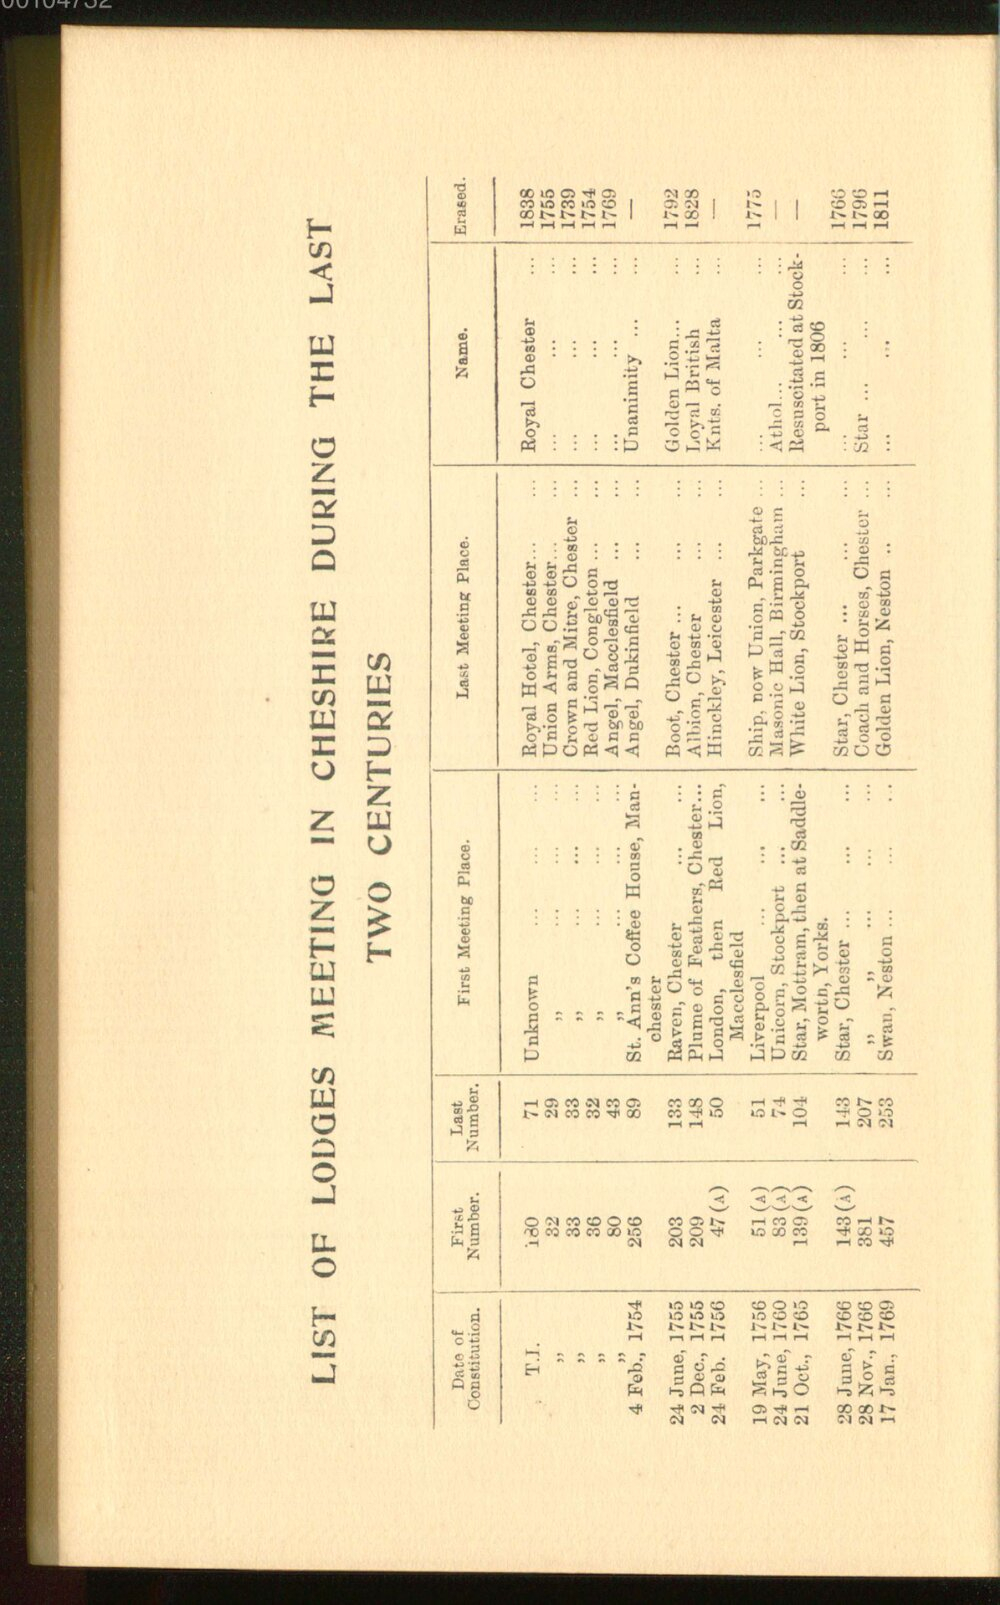 LIST OF LODGES MEETING IN CHESHIRE DURING THE LAST
TWO CENTURIES
Date of Constitution. First Number. Last Number. First Meeting Place. Last Meeting Place. Name. Erased.
T.I. 180 71 Unknown ... ... ... Royal Hotel, Chester... ... Royal Chester ... 1838
„ 32 29 „ ... ... ... Union Arms, Chester... ... ... ... ... 1755
„ 33 33 „ ... ... ... Crown and Mitre, Chester ... ... ... ... 1739
„ 36 32 „ ... ... ... Red Lion, Congleton ... ... ... ... ... 1754
„ 80 43 „ ... ... ... Angel, Macclesfield ... ... ... ... ... 1769
4 Feb., 1754 256 89 St. Ann's Coffee House, Man- Angel, Dukinfield ... ... Unanimity ... ... —
chester
24 June, 1755 203 133 Raven, Chester ... ... Boot, Chester ... ... ... Golden Lion... ... 1792
2 Dec., 1755 209 148 Plume of Feathers, Chester... Albion, Chester ... ... Loyal British ... 1828
24 Feb. 1756 47 (A) 50 London, then Red Lion, Hinckley, Leicester ... ... Knts. of Malta ... —
Macclesfield
19 May, 1756 51 (A) 51 Liverpool ... ... ... Ship, now Union, Parkgate ... ... ... ... 1775
24 June, 1760 83 (A) 74 Unicorn, Stockport ... ... Masonic Hall, Birmingham ... Athol... ... ... —
21 Oct., 1765 139 (A) 104 Star, Mottram, then at Saddle- White Lion, Stockport ... Resuscitated at Stock- —
worth, Yorks. port in 1806
28 June, 1766 143 (A) 143 Star, Chester ... ... ... Star, Chester ... ... ... ... ... ... 1766
28 Nov., 1766 381 207 „ „ ... ... ... Coach and Horses, Chester ... Star ... ... ... 1796
17 Jan., 1769 457 253 Swan, Neston ... ... ... Golden Lion, Neston .. ... ... ... ... 1811